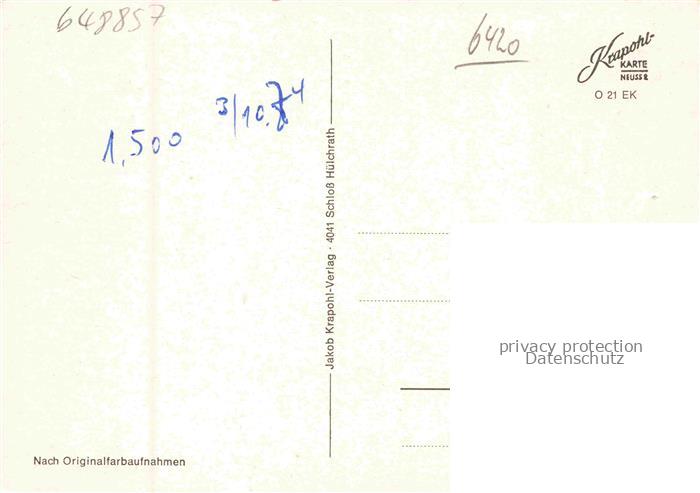 648857
6420
Krapohl-
KARTE
NEUSS 2
O 21 EK
3/10.74
1,500
Jakob Krapohl-Verlag · 4041 Schloß Hülchrath
privacy protection
Datenschutz
Nach Originalfarbaufnahmen